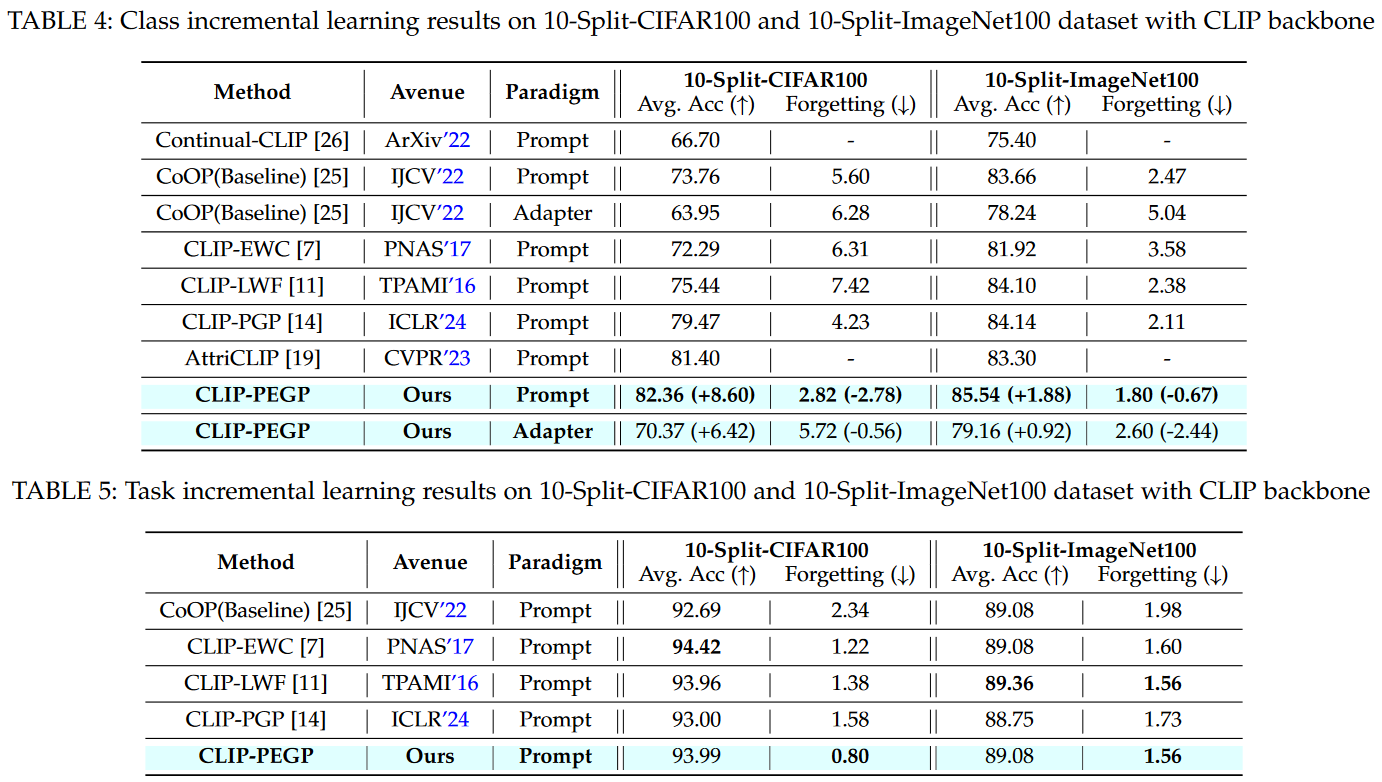 TABLE 4: Class incremental learning results on 10-Split-CIFAR100 and 10-Split-ImageNet100 dataset with CLIP backbone
Method Avenue Paradigm 10-Split-CIFAR100 10-Split-ImageNet100
Avg. Acc (↑) Forgetting (↓) Avg. Acc (↑) Forgetting (↓)
Continual-CLIP [26] ArXiv'22 Prompt 66.70 - 75.40 -
CoOP(Baseline) [25] IJCV'22 Prompt 73.76 5.60 83.66 2.47
CoOP(Baseline) [25] IJCV'22 Adapter 63.95 6.28 78.24 5.04
CLIP-EWC [7] PNAS'17 Prompt 72.29 6.31 81.92 3.58
CLIP-LWF [11] TPAMI'16 Prompt 75.44 7.42 84.10 2.38
CLIP-PGP [14] ICLR'24 Prompt 79.47 4.23 84.14 2.11
AttriCLIP [19] CVPR'23 Prompt 81.40 - 83.30 -
CLIP-PEGP Ours Prompt 82.36 (+8.60) 2.82 (-2.78) 85.54 (+1.88) 1.80 (-0.67)
CLIP-PEGP Ours Adapter 70.37 (+6.42) 5.72 (-0.56) 79.16 (+0.92) 2.60 (-2.44)
TABLE 5: Task incremental learning results on 10-Split-CIFAR100 and 10-Split-ImageNet100 dataset with CLIP backbone
Method Avenue Paradigm 10-Split-CIFAR100 10-Split-ImageNet100
Avg. Acc (↑) Forgetting (↓) Avg. Acc (↑) Forgetting (↓)
CoOP(Baseline) [25] IJCV'22 Prompt 92.69 2.34 89.08 1.98
CLIP-EWC [7] PNAS'17 Prompt 94.42 1.22 89.08 1.60
CLIP-LWF [11] TPAMI'16 Prompt 93.96 1.38 89.36 1.56
CLIP-PGP [14] ICLR'24 Prompt 93.00 1.58 88.75 1.73
CLIP-PEGP Ours Prompt 93.99 0.80 89.08 1.56